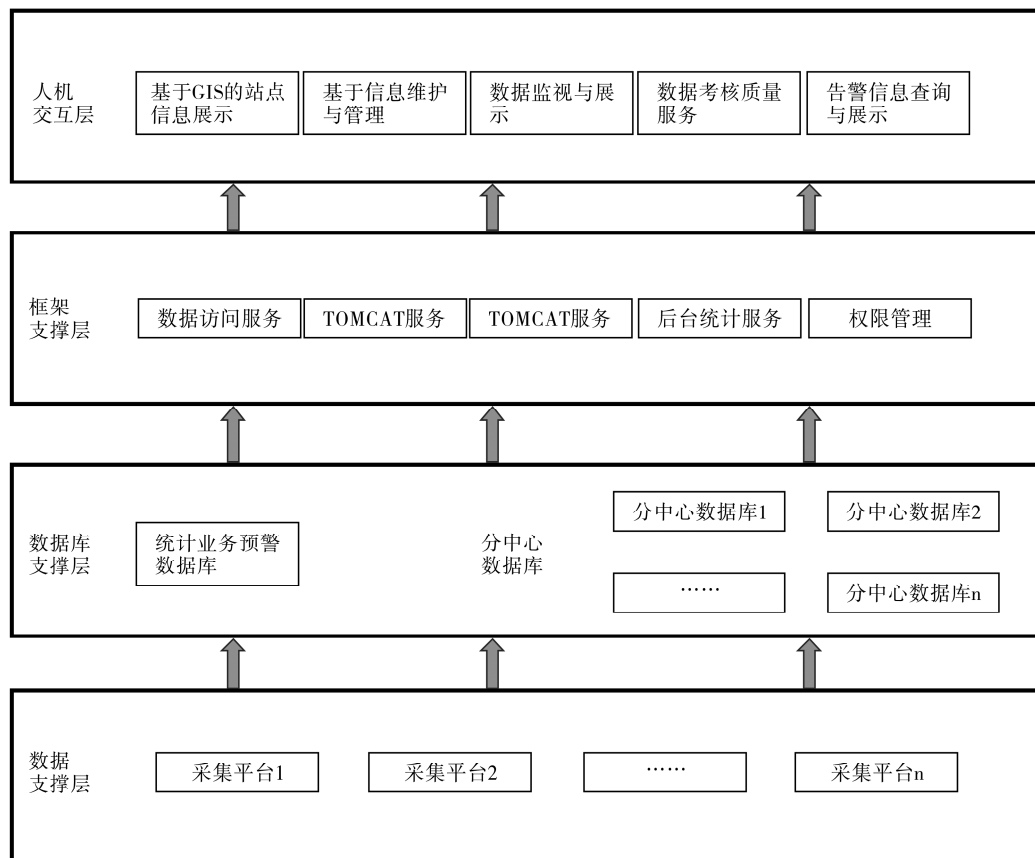 人机
交互层
基于GIS的站点
信息展示
基于信息维护
与管理
数据监视与展
示
数据考核质量
服务
告警信息查询
与展示
框架
支撑层
数据访问服务
TOMCAT服务
TOMCAT服务
后台统计服务
权限管理
数据库
支撑层
统计业务预警
数据库
分中心
数据库
分中心数据库1
分中心数据库2
……
分中心数据库n
数据
支撑层
采集平台1
采集平台2
……
采集平台n